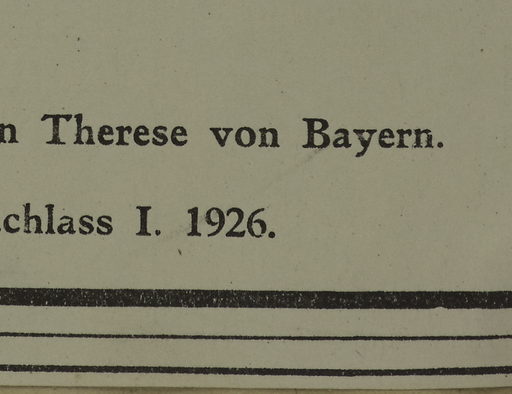 n Therese von Bayern.
chlass I. 1926.